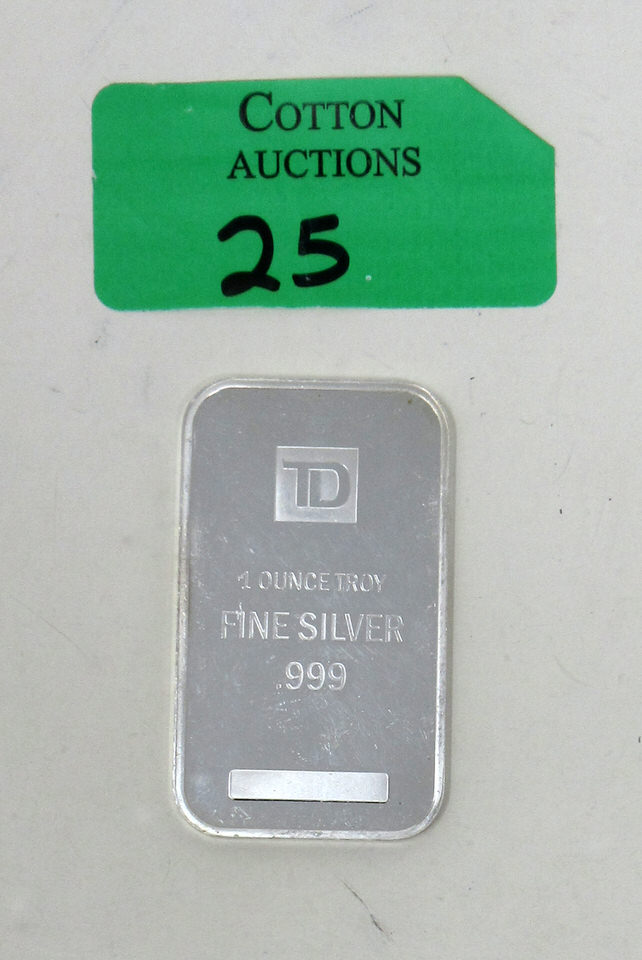 COTTON
AUCTIONS
25
TD
1 OUNCE TROY
FINE SILVER
.999